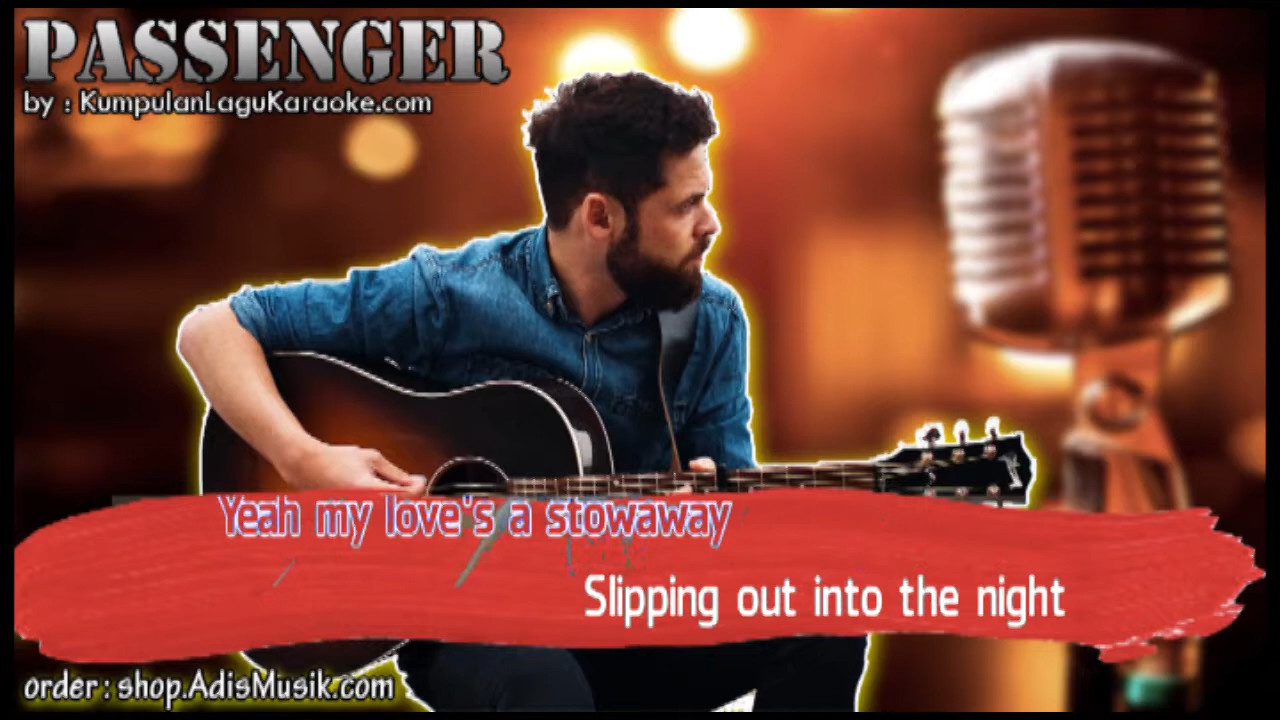 PASSENGER
by : KumpulanLaguKaraoke.com
Yeah my love's a stowaway
Slipping out into the night
order : shop.AdisMusik.com